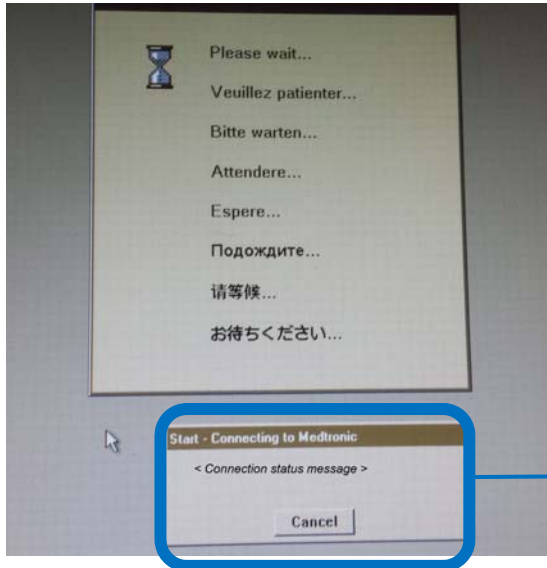 Please wait...
Veuillez patienter...
Bitte warten...
Attendere...
Espere...
Подождите...
请等候...
お待ちください...
Start - Connecting to Medtronic
< Connection status message >
Cancel